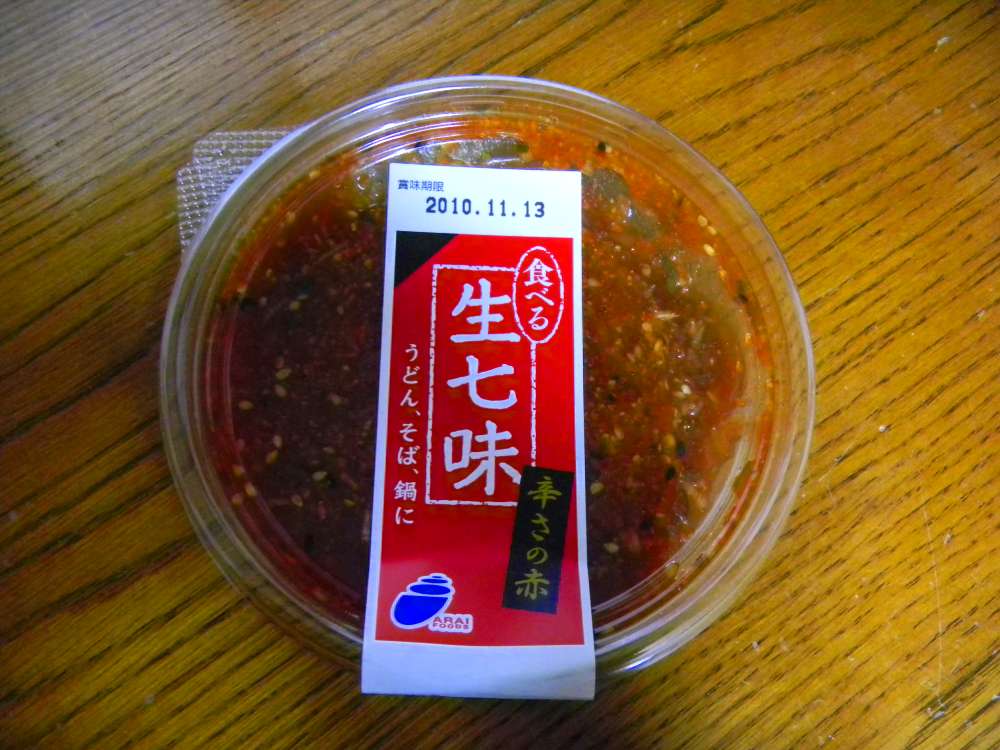 賞味期限
2010.11.13
食べる
生七味
うどん、そば、鍋に
辛さの赤
ARAI
FOODS